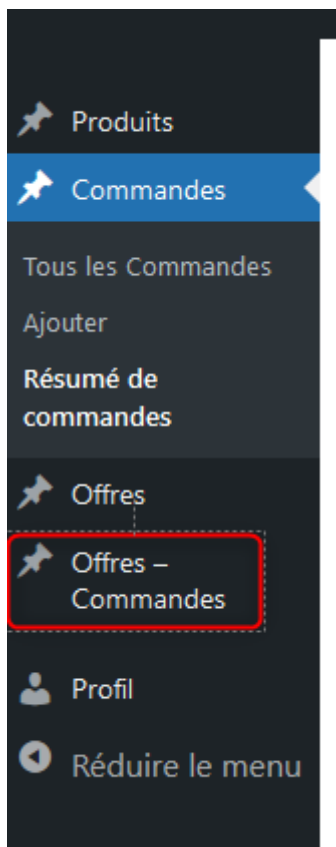 Produits
Commandes
Tous les Commandes
Ajouter
Résumé de
commandes
Offres
Offres –
Commandes
Profil
Réduire le menu